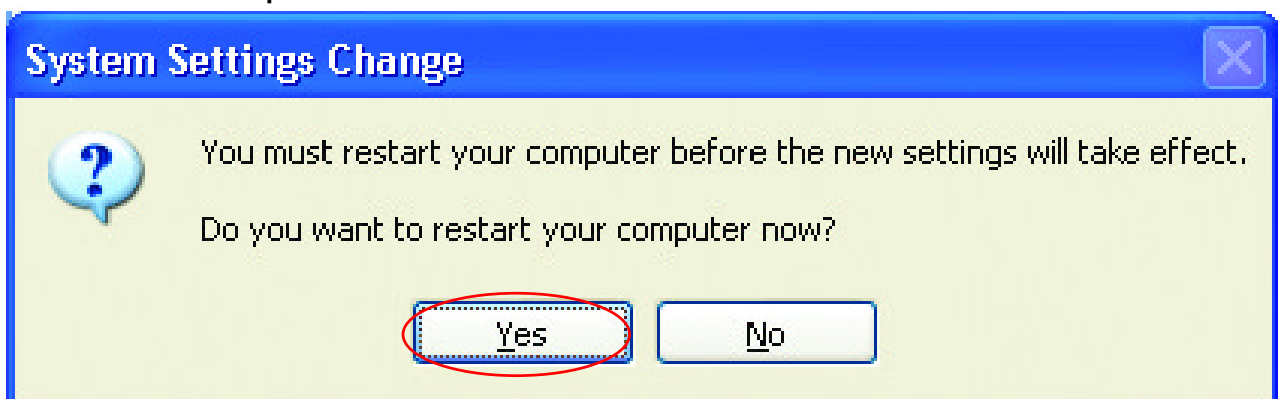 System Settings Change
You must restart your computer before the new settings will take effect.
Do you want to restart your computer now?
Yes
No